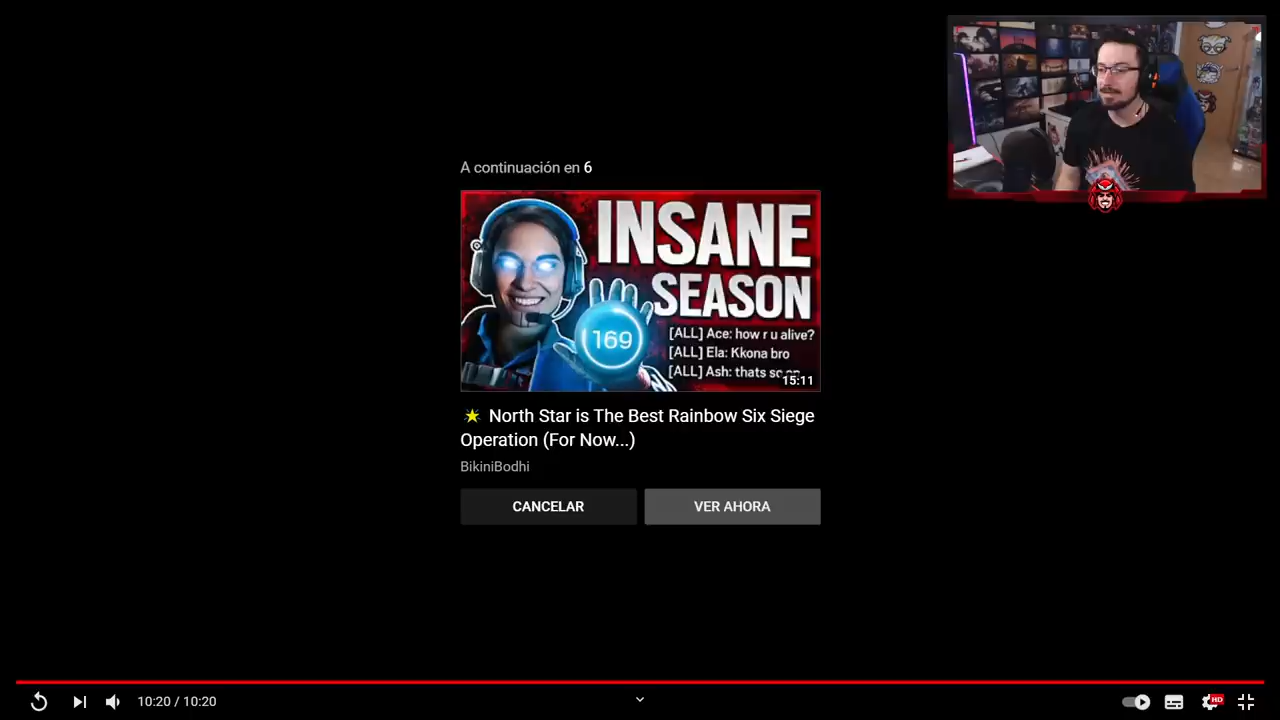 A continuación en 6
INSANE
SEASON
169
[ALL] Ace: how r u alive?
[ALL] Ela: Kkona bro
[ALL] Ash: thats so
15:11
North Star is The Best Rainbow Six Siege
Operation (For Now...)
BikiniBodhi
CANCELAR
VER AHORA
10:20 / 10:20
HD